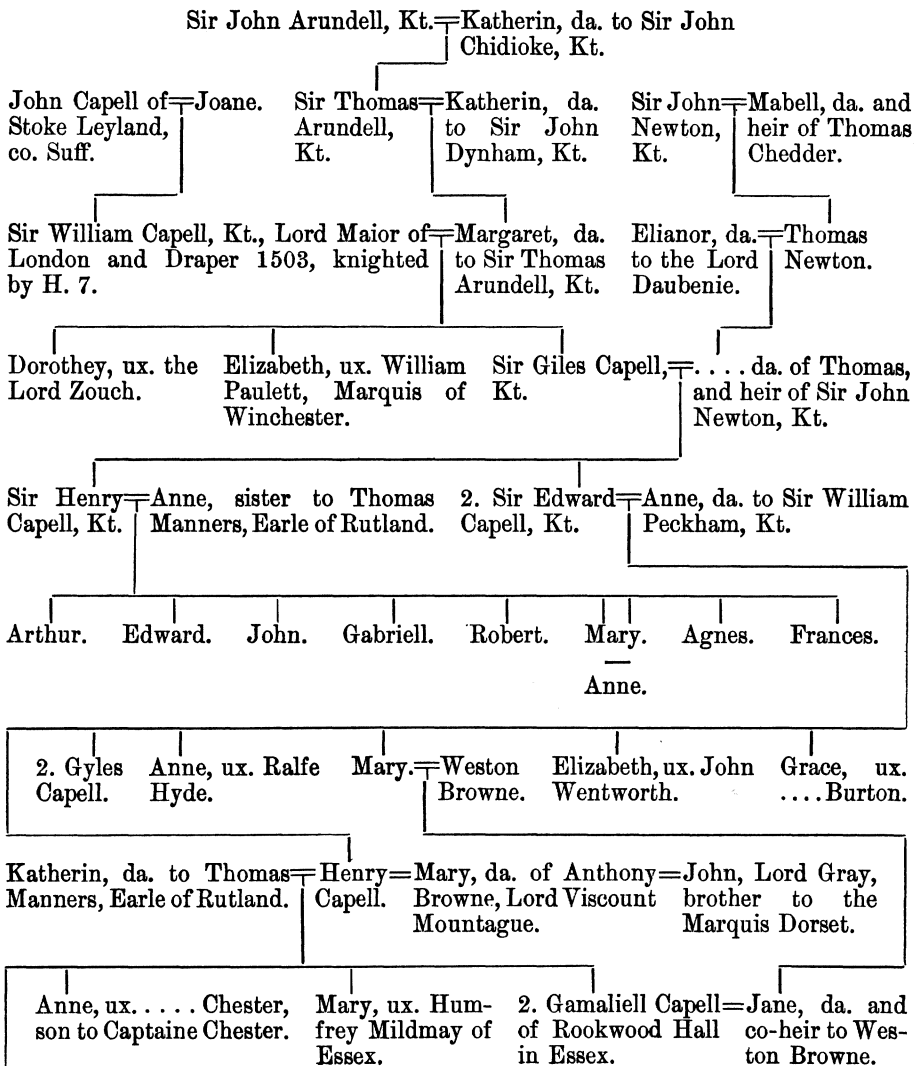 Sir John Arundell, Kt.=Katherin, da. to Sir John
Chidioke, Kt.
John Capell of=Joane.
Stoke Leyland,
co. Suff.
Sir Thomas=Katherin, da.
Arundell, to Sir John
Kt. Dynham, Kt.
Sir John=Mabell, da. and
Newton, heir of Thomas
Kt. Chedder.
Sir William Capell, Kt., Lord Maior of=Margaret, da.
London and Draper 1503, knighted to Sir Thomas
by H. 7. Arundell, Kt.
Elianor, da.=Thomas
to the Lord Newton.
Daubenie.
Dorothey, ux. the
Lord Zouch.
Elizabeth, ux. William
Paulett, Marquis of
Winchester.
Sir Giles Capell,=.... da. of Thomas,
Kt. and heir of Sir John
Newton, Kt.
Sir Henry=Anne, sister to Thomas
Capell, Kt. Manners, Earle of Rutland.
2. Sir Edward=Anne, da. to Sir William
Capell, Kt. Peckham, Kt.
Arthur. Edward. John. Gabriell. Robert. Mary. Agnes. Frances.
Anne.
2. Gyles
Capell.
Anne, ux. Ralfe
Hyde.
Mary.=Weston
Browne.
Elizabeth, ux. John
Wentworth.
Grace, ux.
....Burton.
Katherin, da. to Thomas=Henry=Mary, da. of Anthony=John, Lord Gray,
Manners, Earle of Rutland. Capell. Browne, Lord Viscount brother to the
Mountague. Marquis Dorset.
Anne, ux..... Chester,
son to Captaine Chester.
Mary, ux. Hum-
frey Mildmay of
Essex.
2. Gamaliell Capell=Jane, da. and
of Rookwood Hall co-heir to Wes-
in Essex. ton Browne.